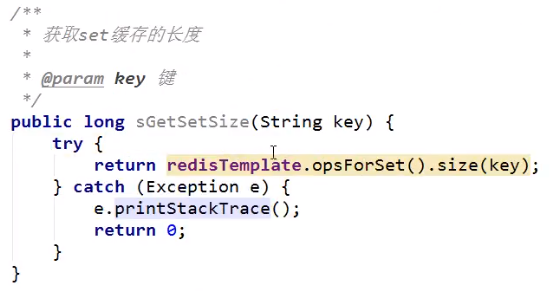 /**
 * 获取set缓存的长度
 *
 * @param key 键
 */
public long sGetSetSize(String key) {
    try {
        return redisTemplate.opsForSet().size(key);
    } catch (Exception e) {
        e.printStackTrace();
        return 0;
    }
}